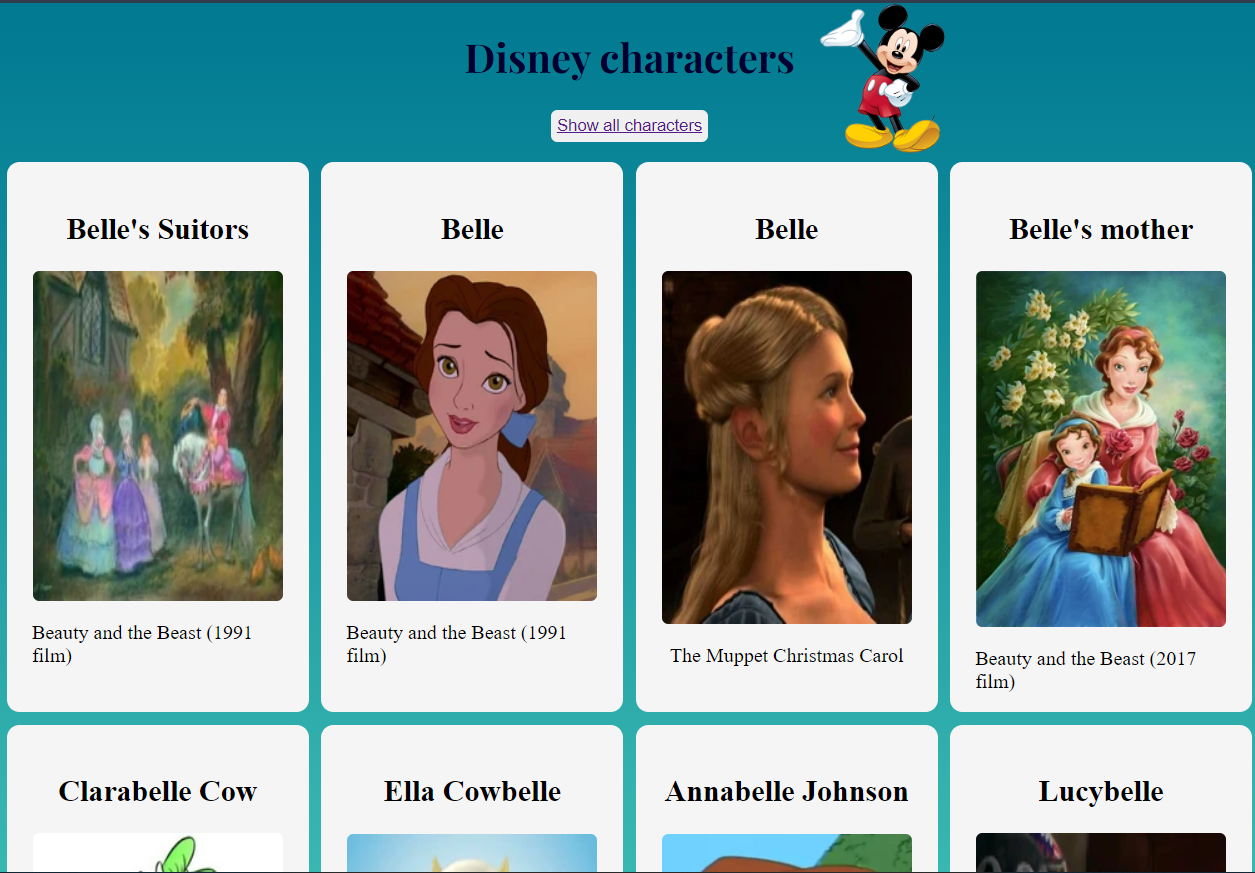 Disney characters
Show all characters
Belle's Suitors
Belle
Belle
Belle's mother
Beauty and the Beast (1991
film)
Beauty and the Beast (1991
film)
The Muppet Christmas Carol
Beauty and the Beast (2017
film)
Clarabelle Cow
Ella Cowbelle
Annabelle Johnson
Lucybelle